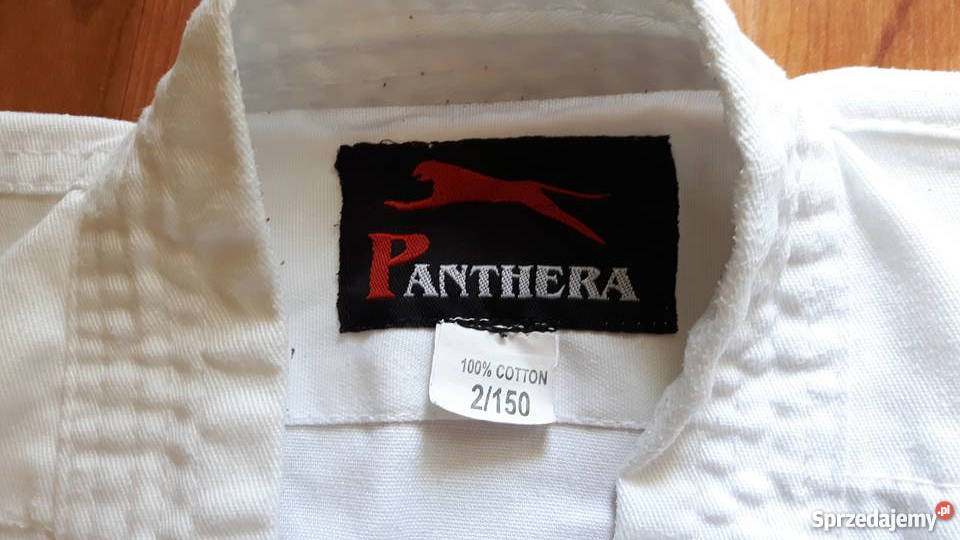 PANTHERA
100% COTTON
2/150
Sprzedajemy.pl